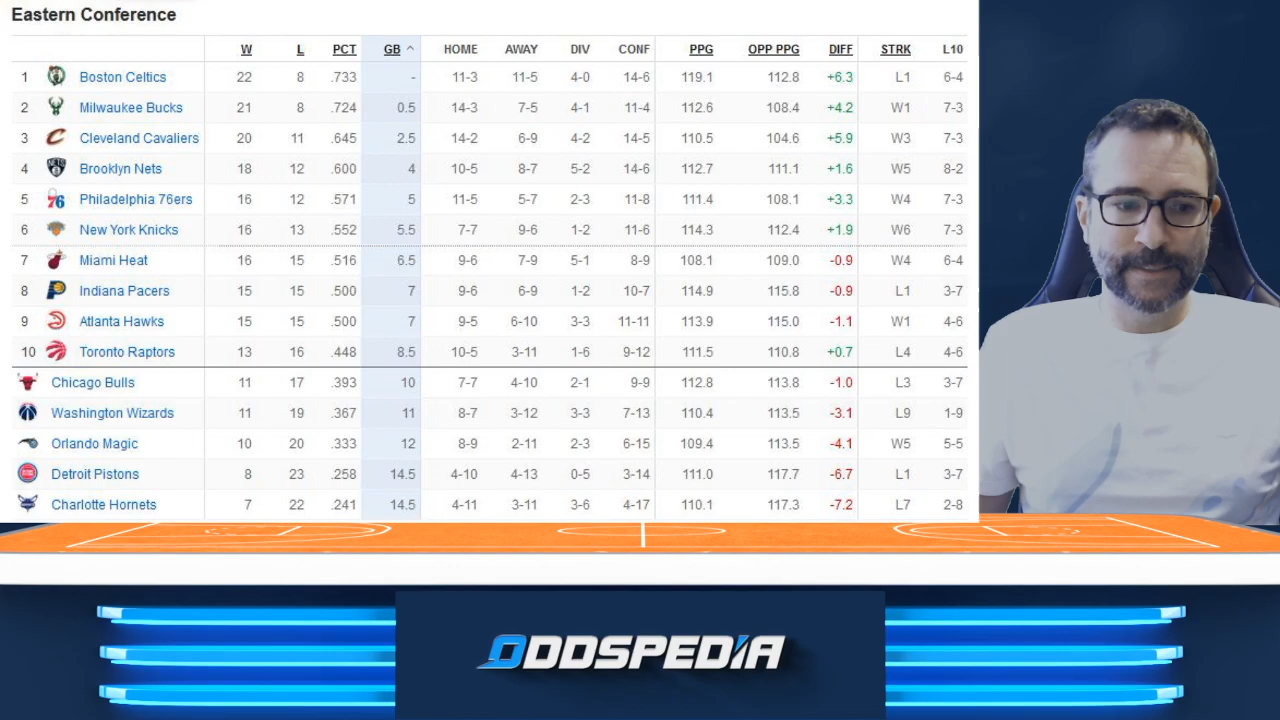 Eastern Conference
W L PCT GB ^ HOME AWAY DIV CONF PPG OPP PPG DIFF STRK L10
1 Boston Celtics 22 8 .733 - 11-3 11-5 4-0 14-6 119.1 112.8 +6.3 L1 6-4
2 Milwaukee Bucks 21 8 .724 0.5 14-3 7-5 4-1 11-4 112.6 108.4 +4.2 W1 7-3
3 Cleveland Cavaliers 20 11 .645 2.5 14-2 6-9 4-2 14-5 110.5 104.6 +5.9 W3 7-3
4 NETS Brooklyn Nets 18 12 .600 4 10-5 8-7 5-2 14-6 112.7 111.1 +1.6 W5 8-2
5 76 Philadelphia 76ers 16 12 .571 5 11-5 5-7 2-3 11-8 111.4 108.1 +3.3 W4 7-3
6 New York Knicks 16 13 .552 5.5 7-7 9-6 1-2 11-6 114.3 112.4 +1.9 W6 7-3
7 Miami Heat 16 15 .516 6.5 9-6 7-9 5-1 8-9 108.1 109.0 -0.9 W4 6-4
8 Indiana Pacers 15 15 .500 7 9-6 6-9 1-2 10-7 114.9 115.8 -0.9 L1 3-7
9 Atlanta Hawks 15 15 .500 7 9-5 6-10 3-3 11-11 113.9 115.0 -1.1 W1 4-6
10 Toronto Raptors 13 16 .448 8.5 10-5 3-11 1-6 9-12 111.5 110.8 +0.7 L4 4-6
Chicago Bulls 11 17 .393 10 7-7 4-10 2-1 9-9 112.8 113.8 -1.0 L3 3-7
Washington Wizards 11 19 .367 11 8-7 3-12 3-3 7-13 110.4 113.5 -3.1 L9 1-9
Orlando Magic 10 20 .333 12 8-9 2-11 2-3 6-15 109.4 113.5 -4.1 W5 5-5
Detroit Pistons 8 23 .258 14.5 4-10 4-13 0-5 3-14 111.0 117.7 -6.7 L1 3-7
Charlotte Hornets 7 22 .241 14.5 4-11 3-11 3-6 4-17 110.1 117.3 -7.2 L7 2-8
ODDSPEDIA